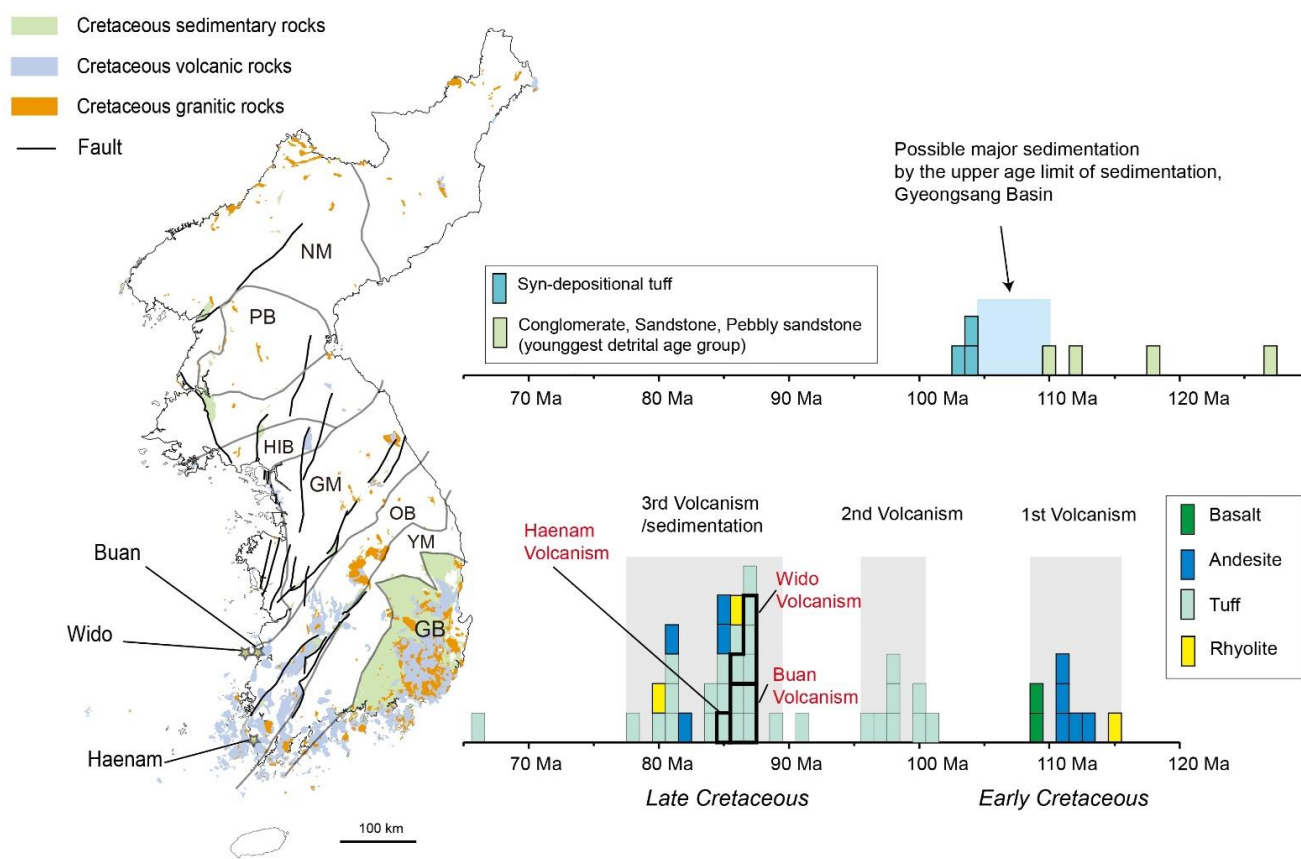 Cretaceous sedimentary rocks
Cretaceous volcanic rocks
Cretaceous granitic rocks
Fault
NM
PB
HIB
GM
OB
YM
GB
Buan
Wido
Haenam
100 km
Possible major sedimentation
by the upper age limit of sedimentation,
Gyeongsang Basin
Syn-depositional tuff
Conglomerate, Sandstone, Pebbly sandstone
(younggest detrital age group)
70 Ma 80 Ma 90 Ma 100 Ma 110 Ma 120 Ma
3rd Volcanism
/sedimentation
2nd Volcanism
1st Volcanism
Haenam
Volcanism
Wido
Volcanism
Buan
Volcanism
Basalt
Andesite
Tuff
Rhyolite
70 Ma 80 Ma 90 Ma 100 Ma 110 Ma 120 Ma
Late Cretaceous Early Cretaceous